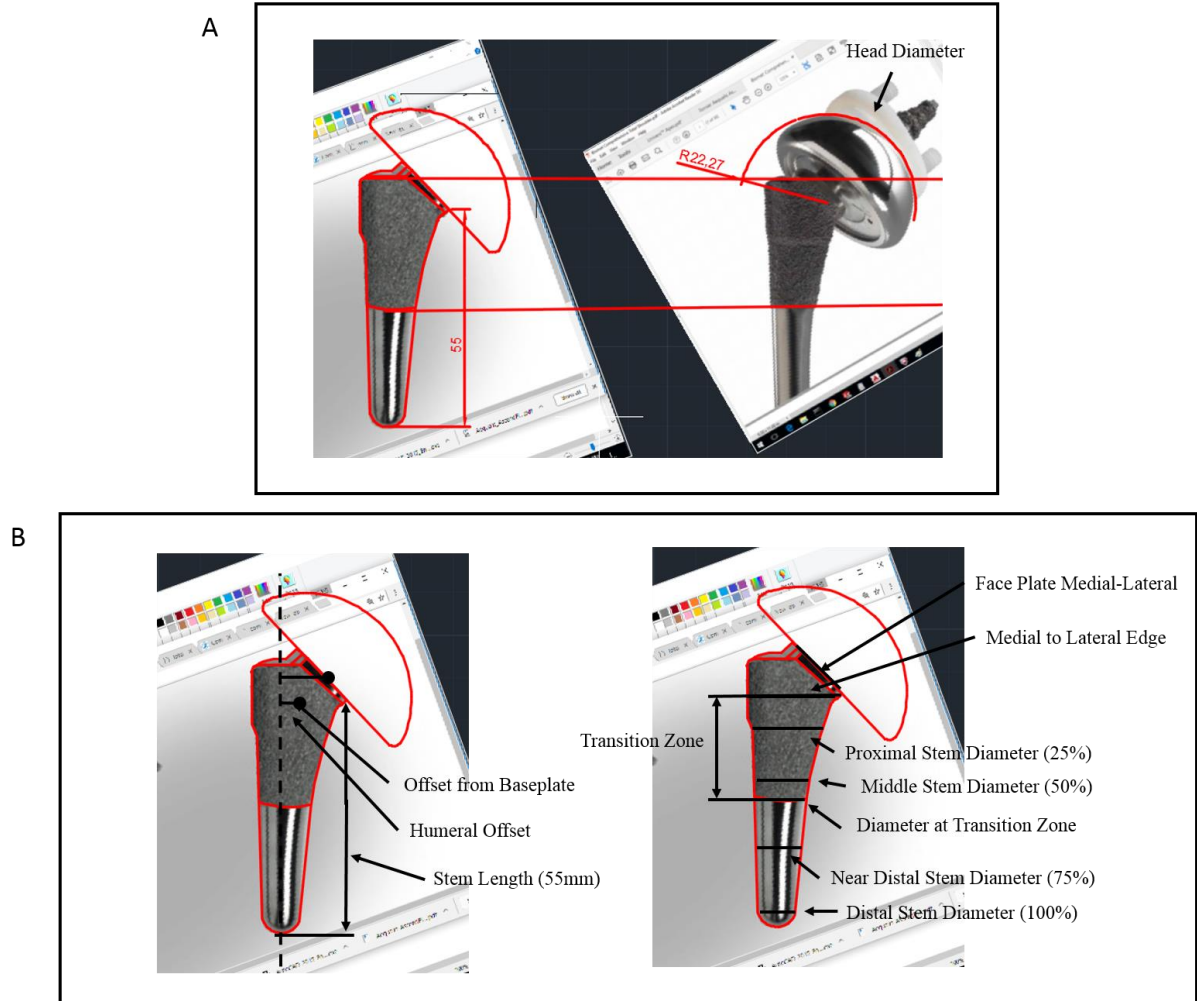 A
Head Diameter
R22,27
55
B
Face Plate Medial-Lateral
Medial to Lateral Edge
Transition Zone
Proximal Stem Diameter (25%)
Offset from Baseplate
Middle Stem Diameter (50%)
Humeral Offset
Diameter at Transition Zone
Stem Length (55mm)
Near Distal Stem Diameter (75%)
Distal Stem Diameter (100%)